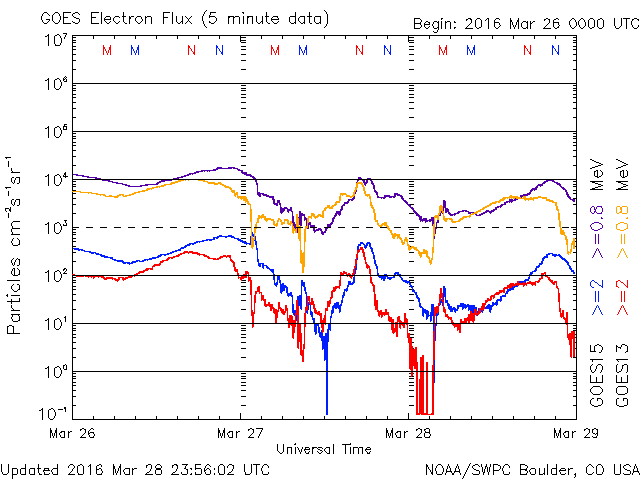 GOES Electron Flux (5 minute data)
Begin: 2016 Mar 26 0000 UTC
M M N N M M N N M M N N
10⁷
10⁶
10⁵
10⁴
10³
10²
10¹
10⁰
10⁻¹
Particles cm⁻²s⁻¹sr⁻¹
Mar 26 Mar 27 Mar 28 Mar 29
Universal Time
GOES15 >=2 >=0.8 MeV
GOES13 >=2 >=0.8 MeV
Updated 2016 Mar 28 23:56:02 UTC
NOAA/SWPC Boulder, CO USA